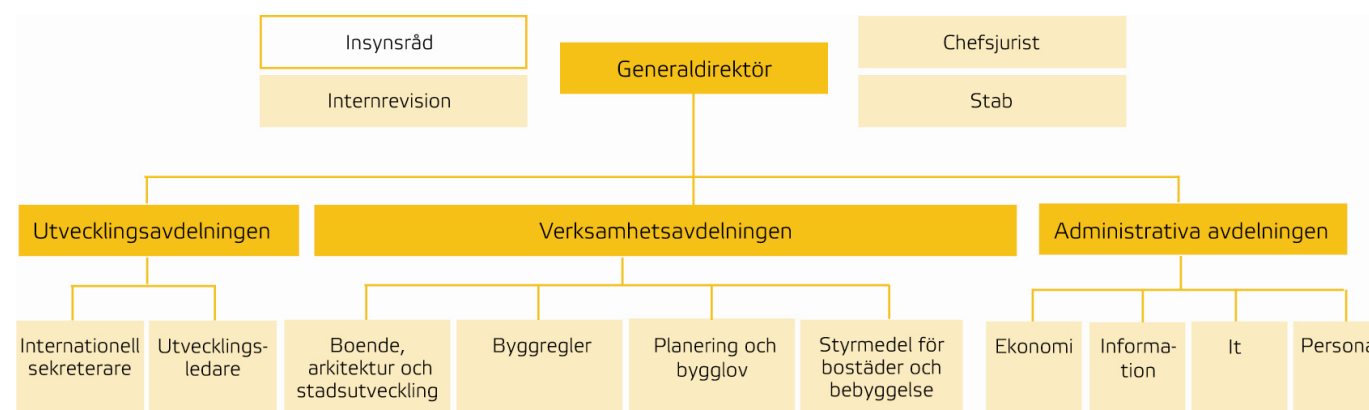 Insynsråd
Chefsjurist
Generaldirektör
Internrevision
Stab
Utvecklingsavdelningen
Verksamhetsavdelningen
Administrativa avdelningen
Internationell
sekreterare
Utvecklings-
ledare
Boende,
arkitektur och
stadsutveckling
Byggregler
Planering och
bygglov
Styrmedel för
bostäder och
bebyggelse
Ekonomi
Informa-
tion
It
Persona